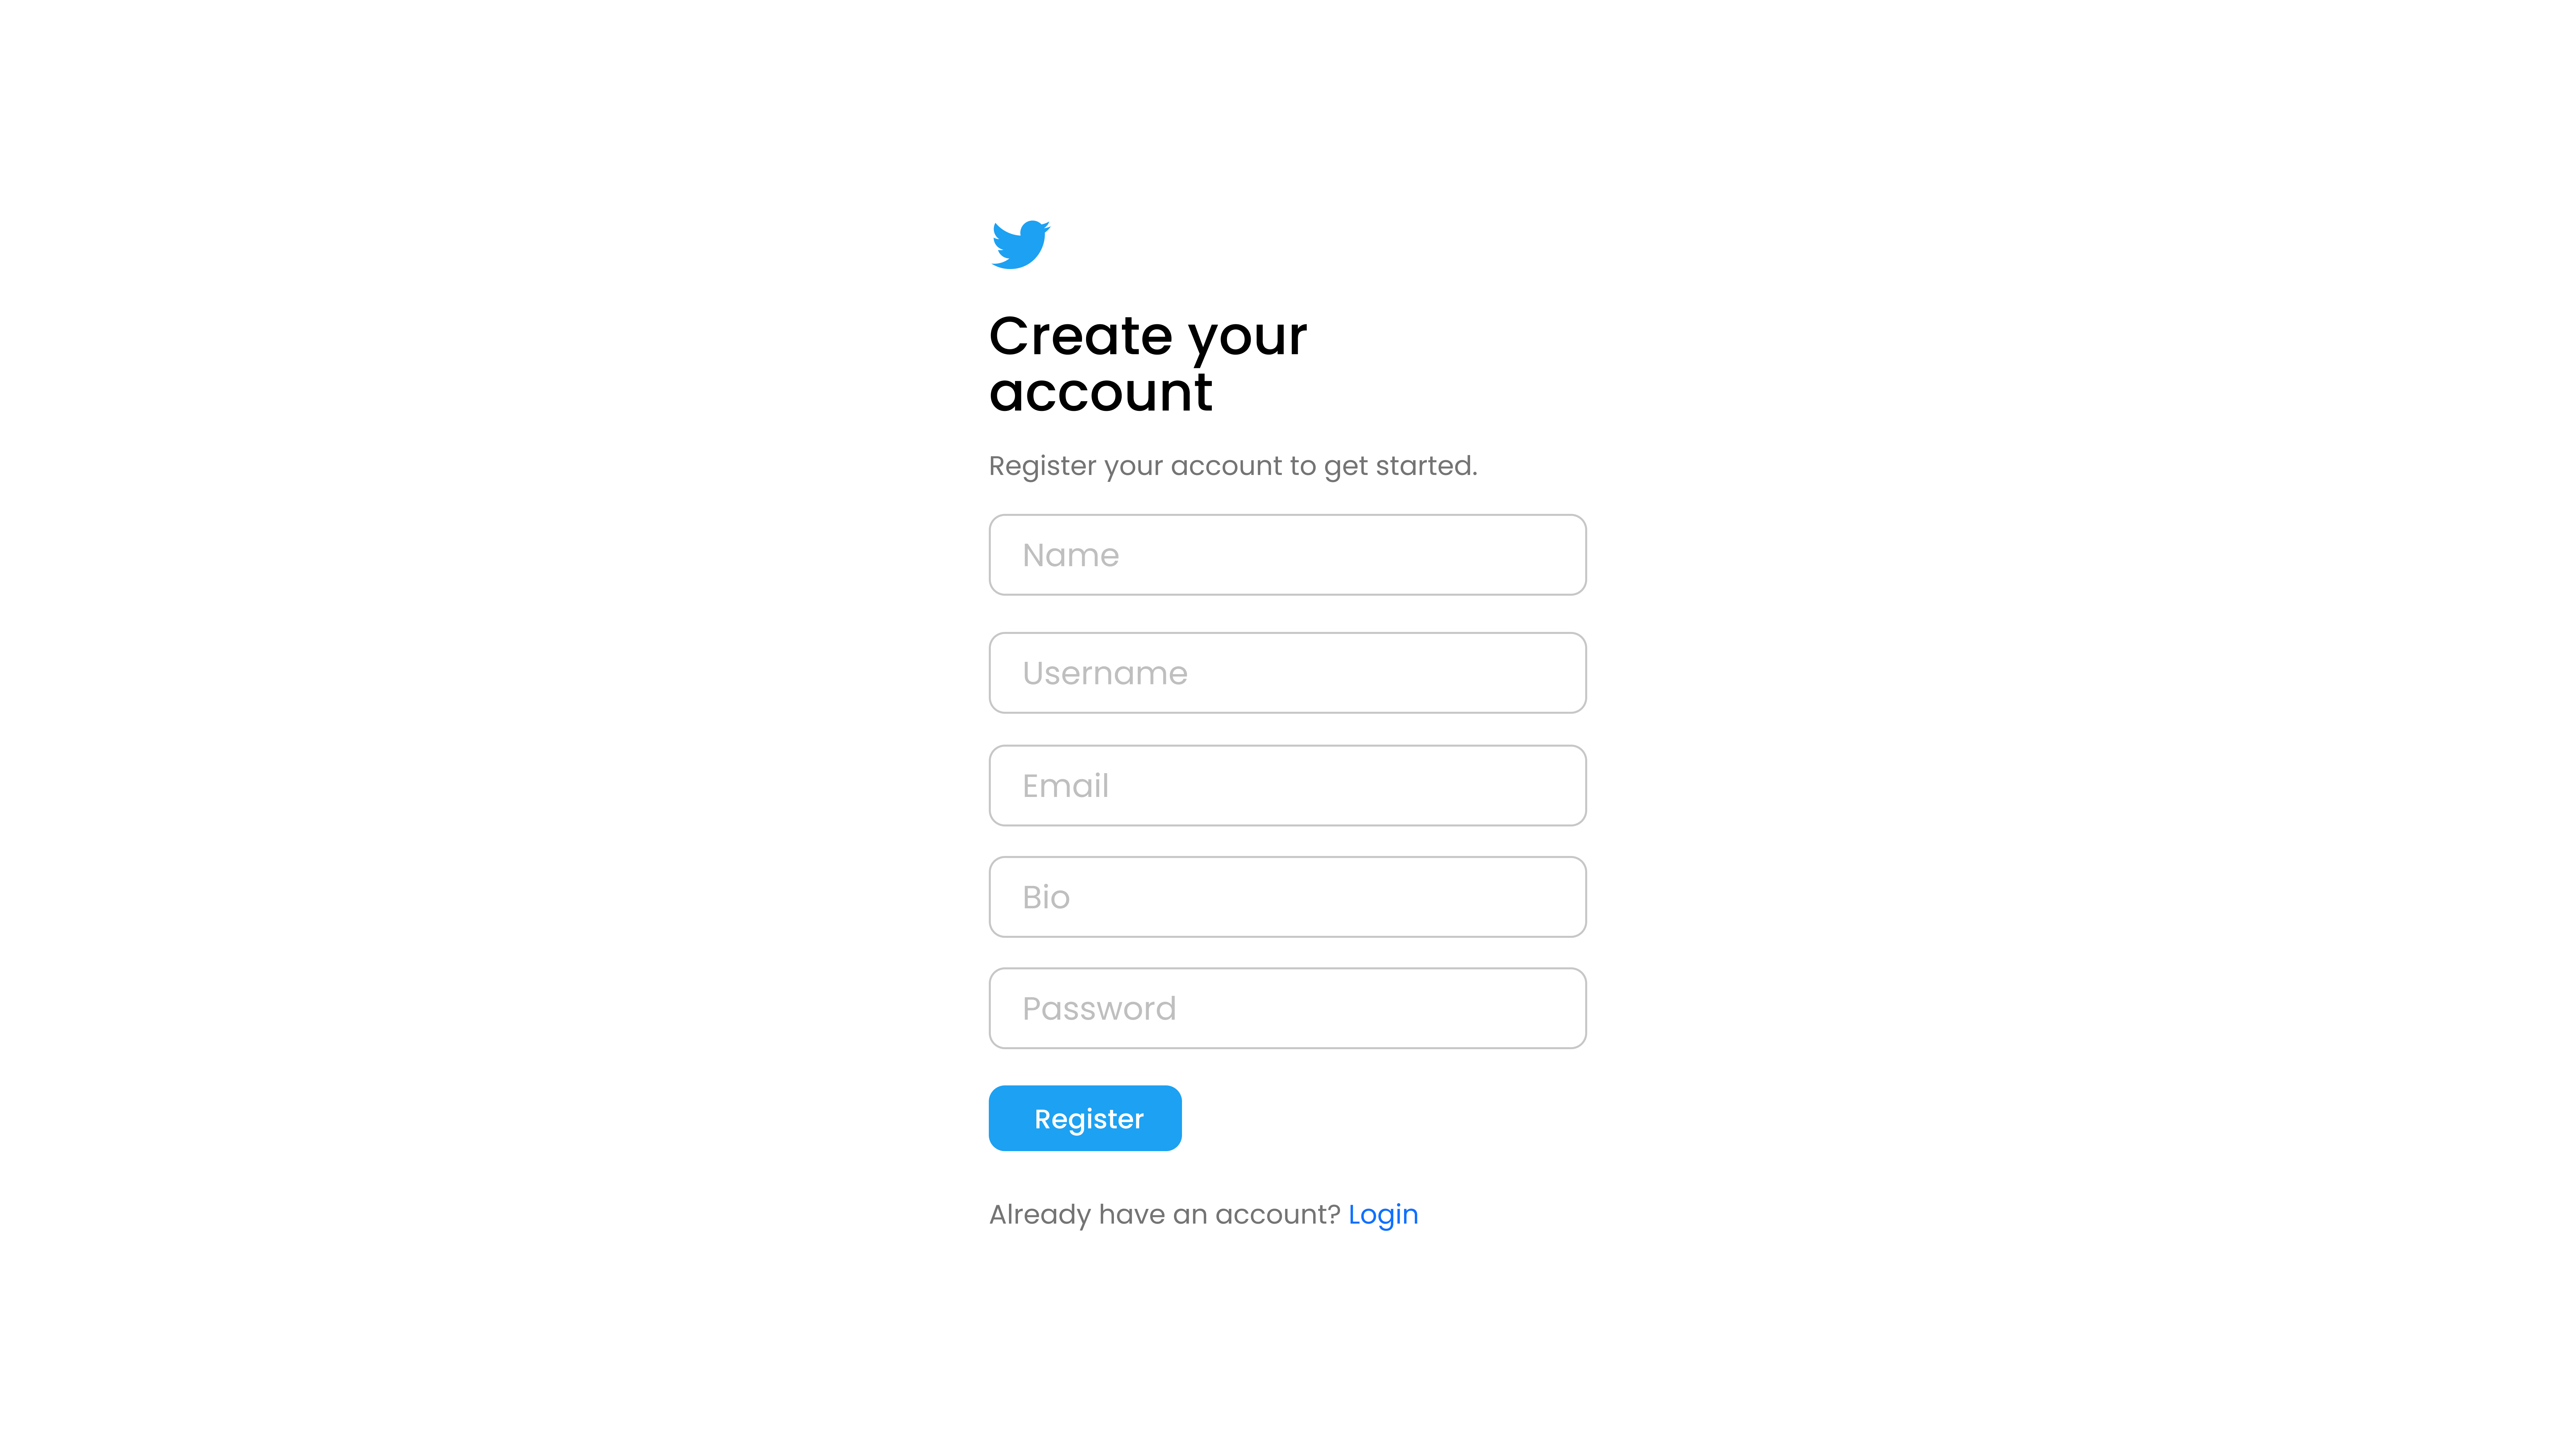 Create your
account
Register your account to get started.
Name
Username
Email
Bio
Password
Register
Already have an account? Login